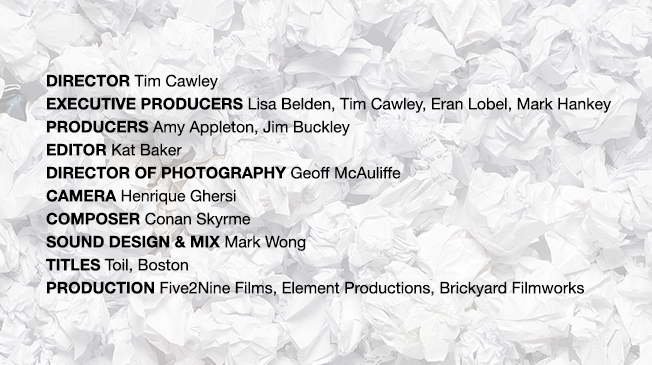 DIRECTOR Tim Cawley
EXECUTIVE PRODUCERS Lisa Belden, Tim Cawley, Eran Lobel, Mark Hankey
PRODUCERS Amy Appleton, Jim Buckley
EDITOR Kat Baker
DIRECTOR OF PHOTOGRAPHY Geoff McAuliffe
CAMERA Henrique Ghersi
COMPOSER Conan Skyrme
SOUND DESIGN & MIX Mark Wong
TITLES Toil, Boston
PRODUCTION Five2Nine Films, Element Productions, Brickyard Filmworks